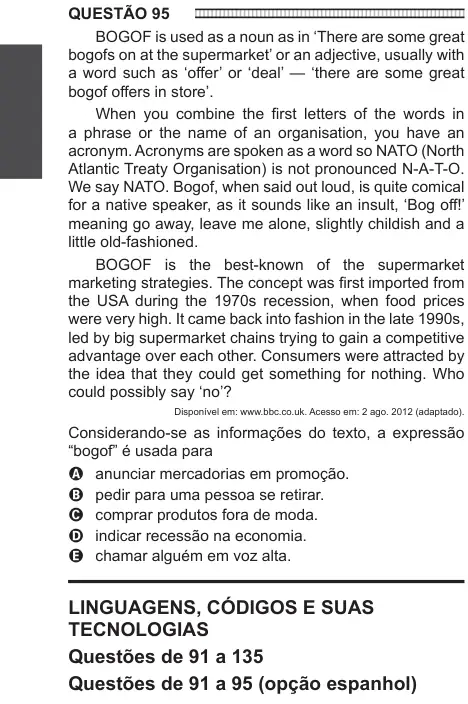 QUESTÃO 95
BOGOF is used as a noun as in ‘There are some great
bogofs on at the supermarket’ or an adjective, usually with
a word such as ‘offer’ or ‘deal’ — ‘there are some great
bogof offers in store’.
When you combine the first letters of the words in
a phrase or the name of an organisation, you have an
acronym. Acronyms are spoken as a word so NATO (North
Atlantic Treaty Organisation) is not pronounced N-A-T-O.
We say NATO. Bogof, when said out loud, is quite comical
for a native speaker, as it sounds like an insult, ‘Bog off!’
meaning go away, leave me alone, slightly childish and a
little old-fashioned.
BOGOF is the best-known of the supermarket
marketing strategies. The concept was first imported from
the USA during the 1970s recession, when food prices
were very high. It came back into fashion in the late 1990s,
led by big supermarket chains trying to gain a competitive
advantage over each other. Consumers were attracted by
the idea that they could get something for nothing. Who
could possibly say ‘no’?
Disponível em: www.bbc.co.uk. Acesso em: 2 ago. 2012 (adaptado).
Considerando-se as informações do texto, a expressão
“bogof” é usada para
A anunciar mercadorias em promoção.
B pedir para uma pessoa se retirar.
C comprar produtos fora de moda.
D indicar recessão na economia.
E chamar alguém em voz alta.
LINGUAGENS, CÓDIGOS E SUAS
TECNOLOGIAS
Questões de 91 a 135
Questões de 91 a 95 (opção espanhol)